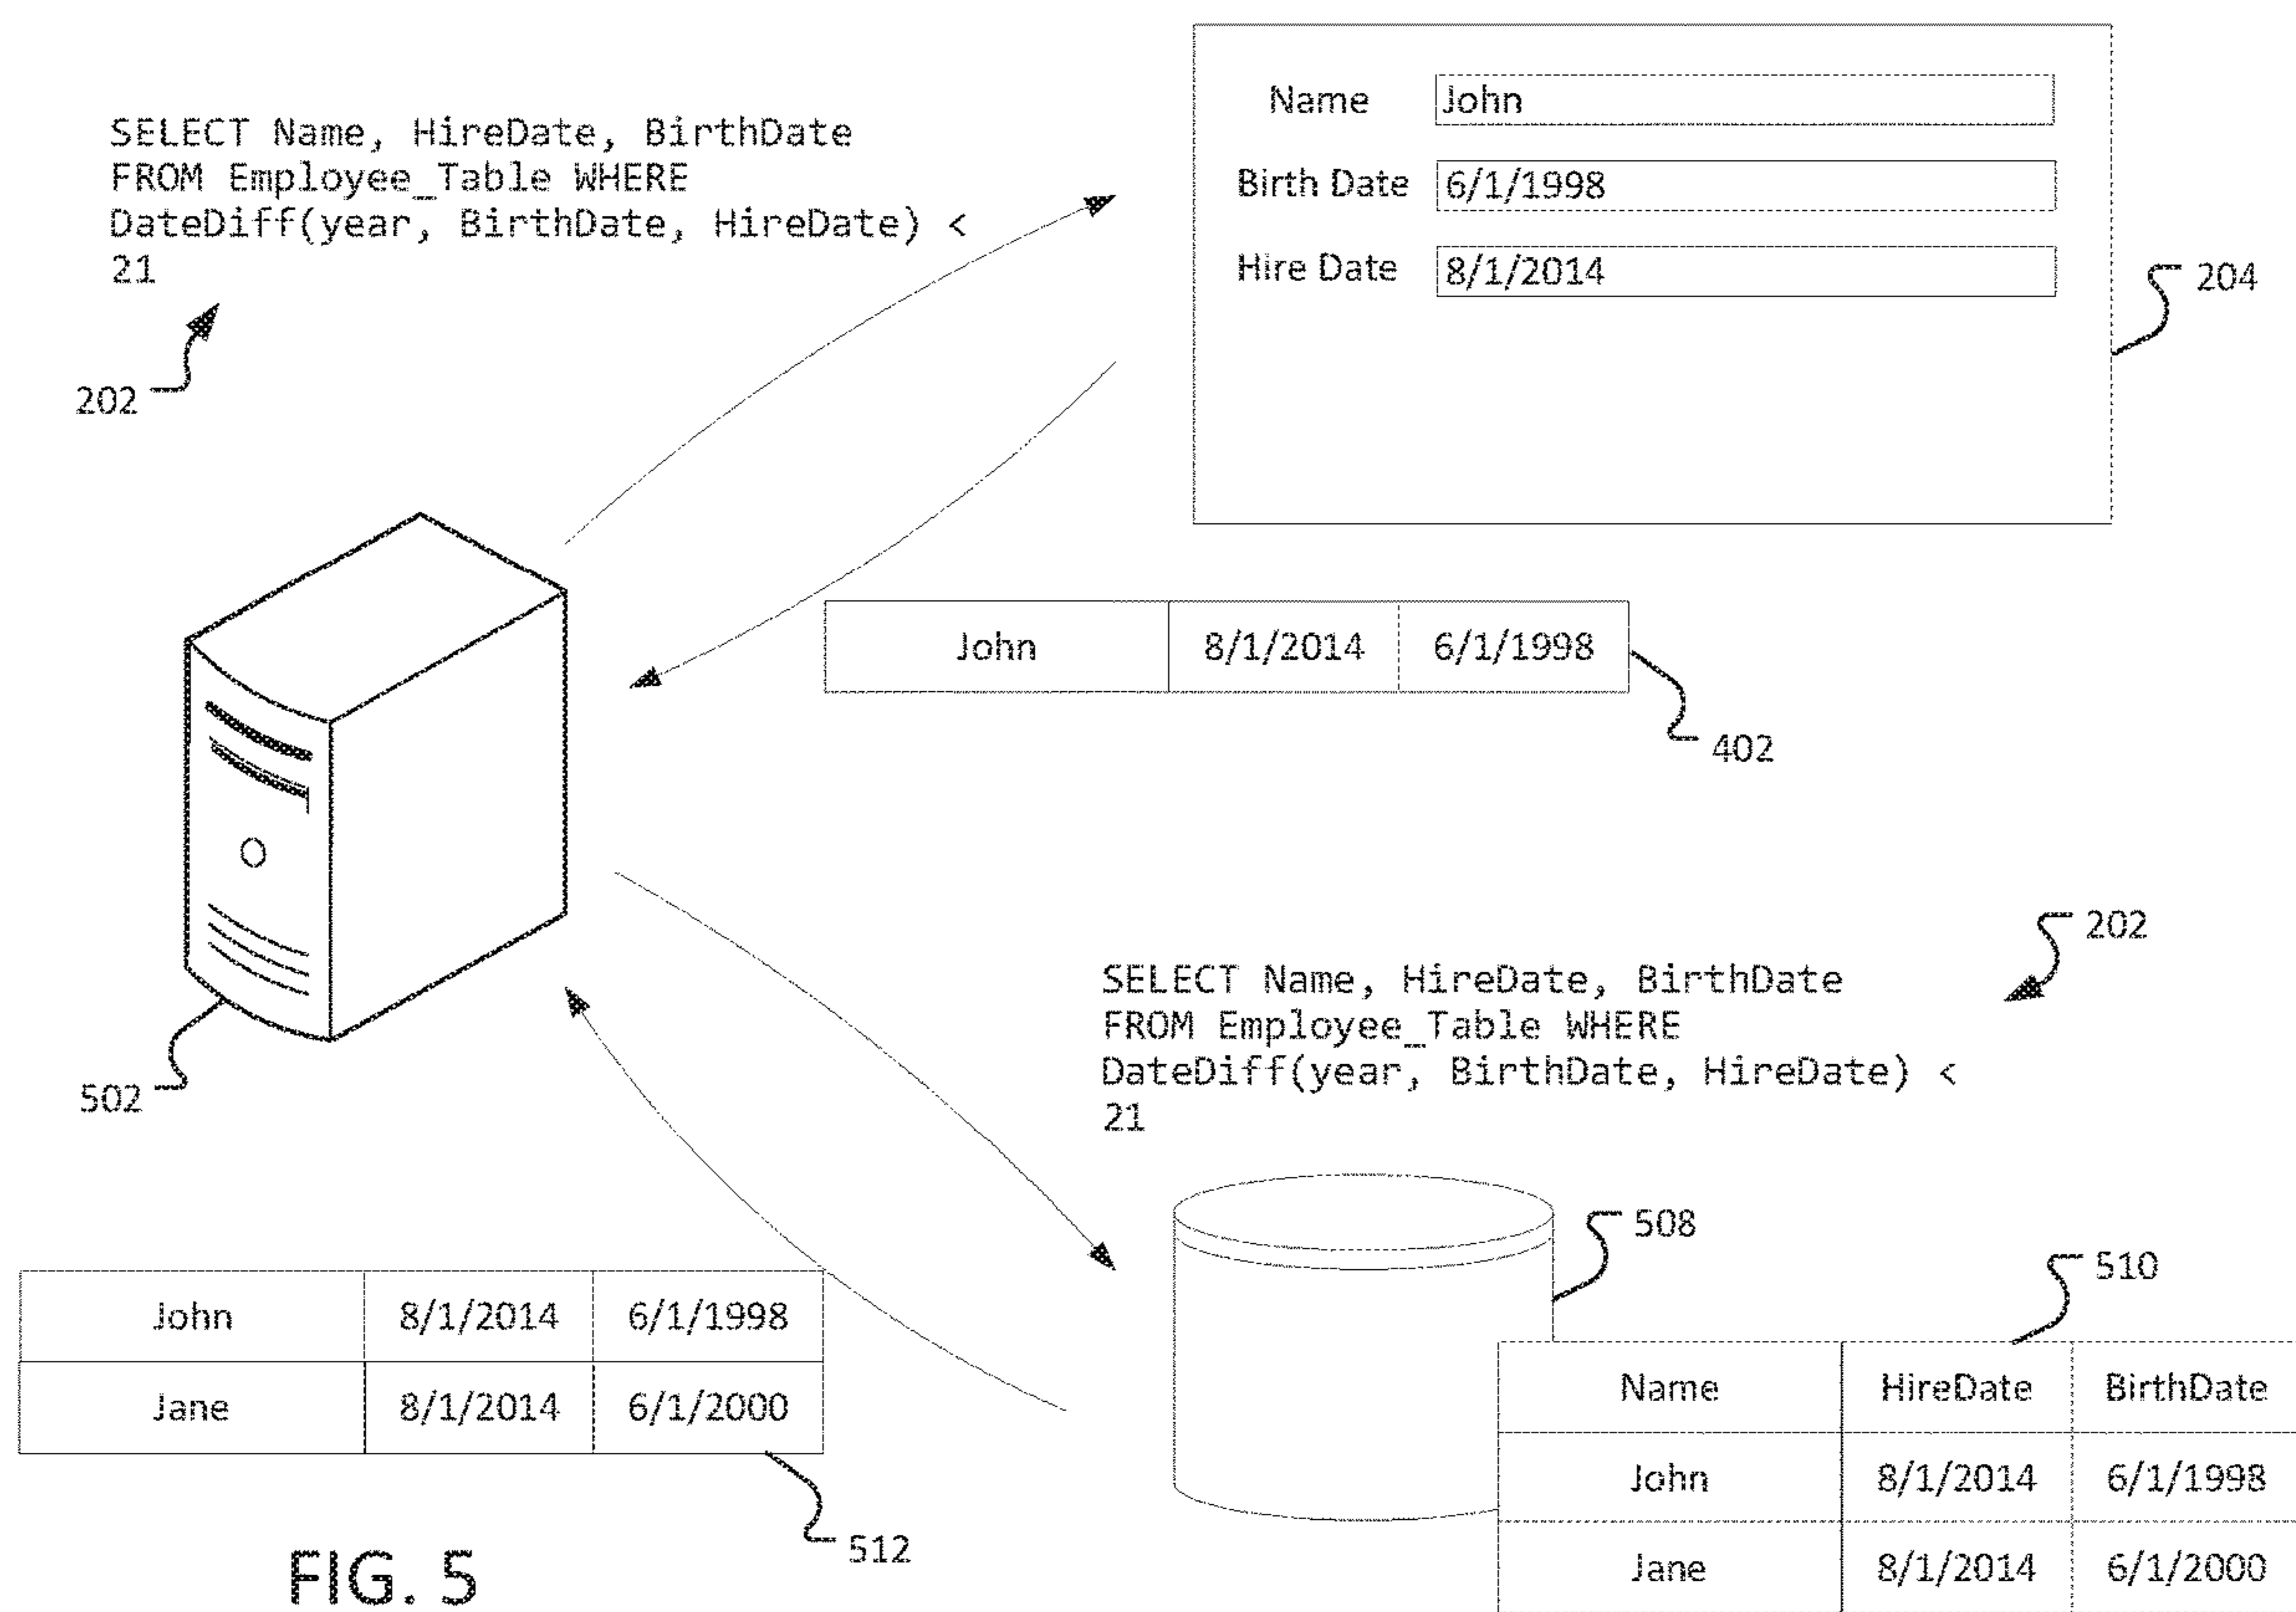 SELECT Name, HireDate, BirthDate
FROM Employee_Table WHERE
DateDiff(year, BirthDate, HireDate) <
21
202
Name John
Birth Date 6/1/1998
Hire Date 8/1/2014
204
John 8/1/2014 6/1/1998
402
502
202
SELECT Name, HireDate, BirthDate
FROM Employee_Table WHERE
DateDiff(year, BirthDate, HireDate) <
21
508
510
Name HireDate BirthDate
John 8/1/2014 6/1/1998
Jane 8/1/2014 6/1/2000
John 8/1/2014 6/1/1998
Jane 8/1/2014 6/1/2000
512
FIG. 5